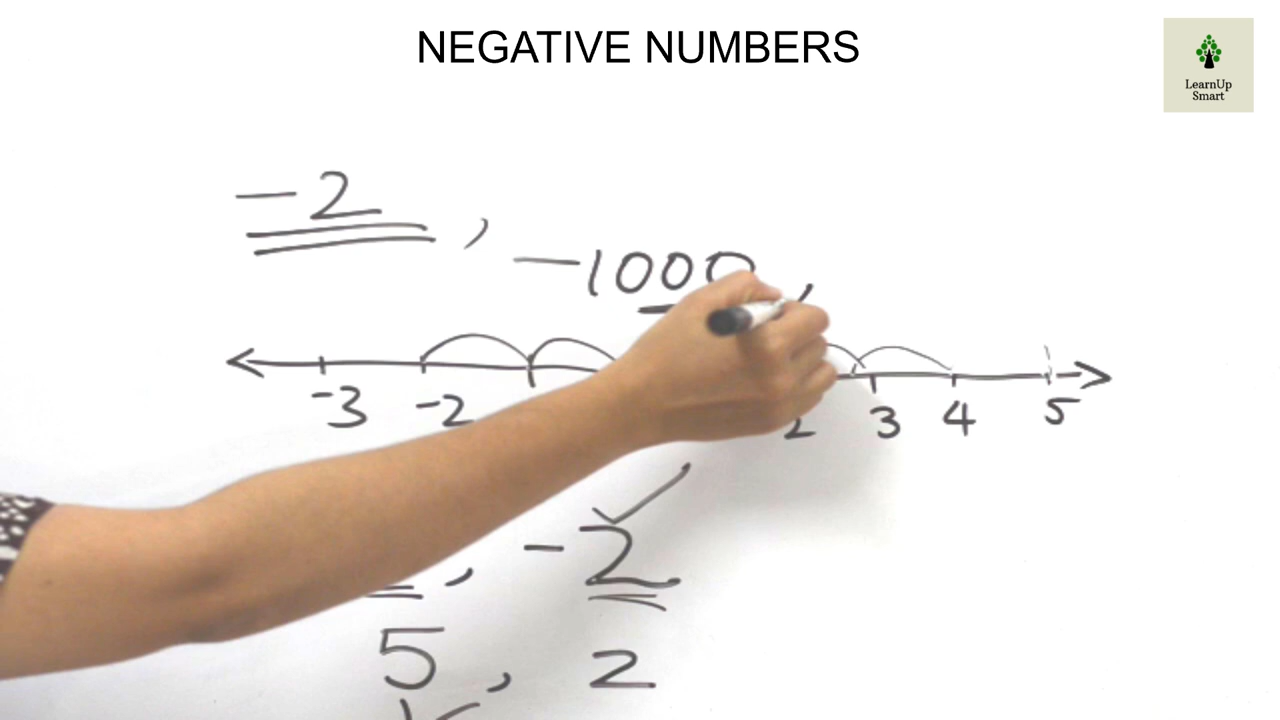 NEGATIVE NUMBERS
LearnUp
Smart
-2,
-1000,
-3 -2 2 3 4 5
, -2
5, 2